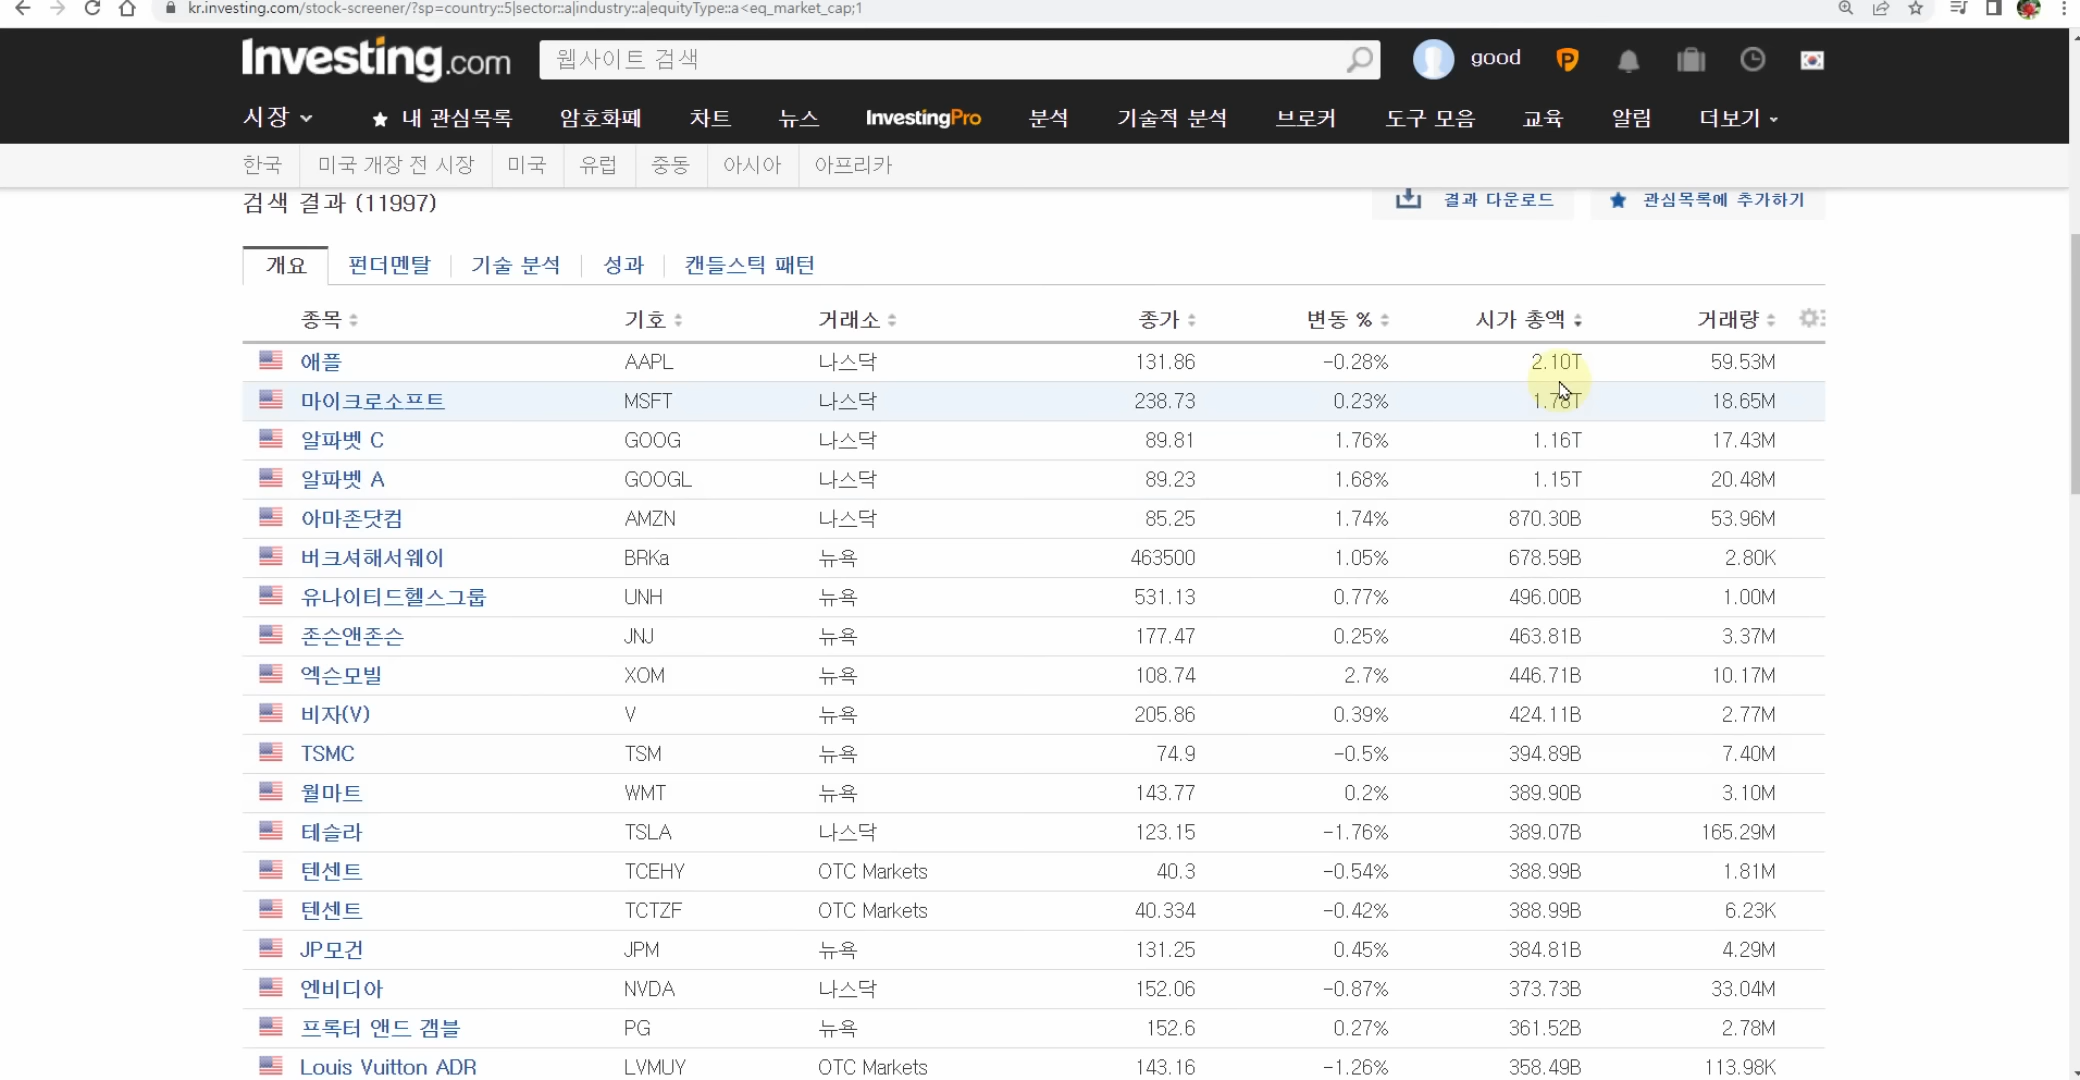 kr.investing.com/stock-screener/?sp=country::5|sector::a|industry::a|equityType::a<eq_market_cap;1
Investing.com 웹사이트 검색 good
시장 내 관심목록 암호화폐 차트 뉴스 InvestingPro 분석 기술적 분석 브로커 도구 모음 교육 알림 더보기
한국 미국 개장 전 시장 미국 유럽 중동 아시아 아프리카
검색 결과 (11997) 결과 다운로드 관심목록에 추가하기
개요 펀더멘탈 기술 분석 성과 캔들스틱 패턴
종목 기호 거래소 종가 변동 % 시가 총액 거래량
애플 AAPL 나스닥 131.86 -0.28% 2.10T 59.53M
마이크로소프트 MSFT 나스닥 238.73 0.23% 1.78T 18.65M
알파벳 C GOOG 나스닥 89.81 1.76% 1.16T 17.43M
알파벳 A GOOGL 나스닥 89.23 1.68% 1.15T 20.48M
아마존닷컴 AMZN 나스닥 85.25 1.74% 870.30B 53.96M
버크셔해서웨이 BRKa 뉴욕 463500 1.05% 678.59B 2.80K
유나이티드헬스그룹 UNH 뉴욕 531.13 0.77% 496.00B 1.00M
존슨앤존슨 JNJ 뉴욕 177.47 0.25% 463.81B 3.37M
엑슨모빌 XOM 뉴욕 108.74 2.7% 446.71B 10.17M
비자(V) V 뉴욕 205.86 0.39% 424.11B 2.77M
TSMC TSM 뉴욕 74.9 -0.5% 394.89B 7.40M
월마트 WMT 뉴욕 143.77 0.2% 389.90B 3.10M
테슬라 TSLA 나스닥 123.15 -1.76% 389.07B 165.29M
텐센트 TCEHY OTC Markets 40.3 -0.54% 388.99B 1.81M
텐센트 TCTZF OTC Markets 40.334 -0.42% 388.99B 6.23K
JP모건 JPM 뉴욕 131.25 0.45% 384.81B 4.29M
엔비디아 NVDA 나스닥 152.06 -0.87% 373.73B 33.04M
프록터 앤드 갬블 PG 뉴욕 152.6 0.27% 361.52B 2.78M
Louis Vuitton ADR LVMUY OTC Markets 143.16 -1.26% 358.49B 113.98K